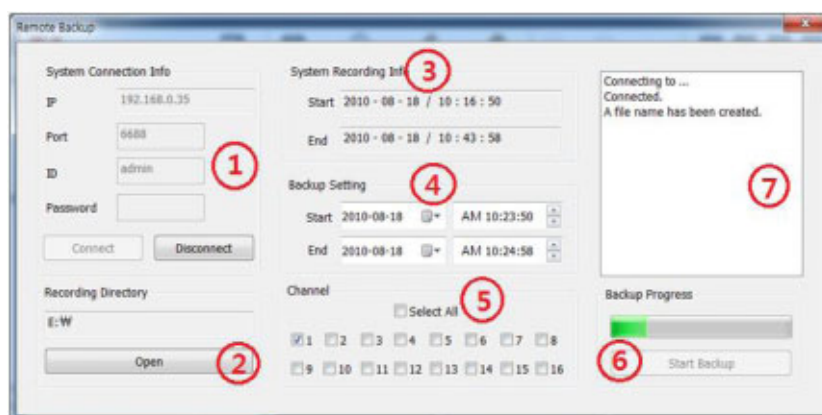 Remote Backup
System Connection Info
IP 192.168.0.35
Port 6688
ID admin
Password
Connect Disconnect
1
Recording Directory
E:₩
Open
2
System Recording Info
3
Start 2010 - 08 - 18 / 10 : 16 : 50
End 2010 - 08 - 18 / 10 : 43 : 58
Backup Setting
4
Start 2010-08-18 AM 10:23:50
End 2010-08-18 AM 10:24:58
Channel
5
Select All
1 2 3 4 5 6 7 8
9 10 11 12 13 14 15 16
Connecting to ...
Connected.
A file name has been created.
7
Backup Progress
6
Start Backup